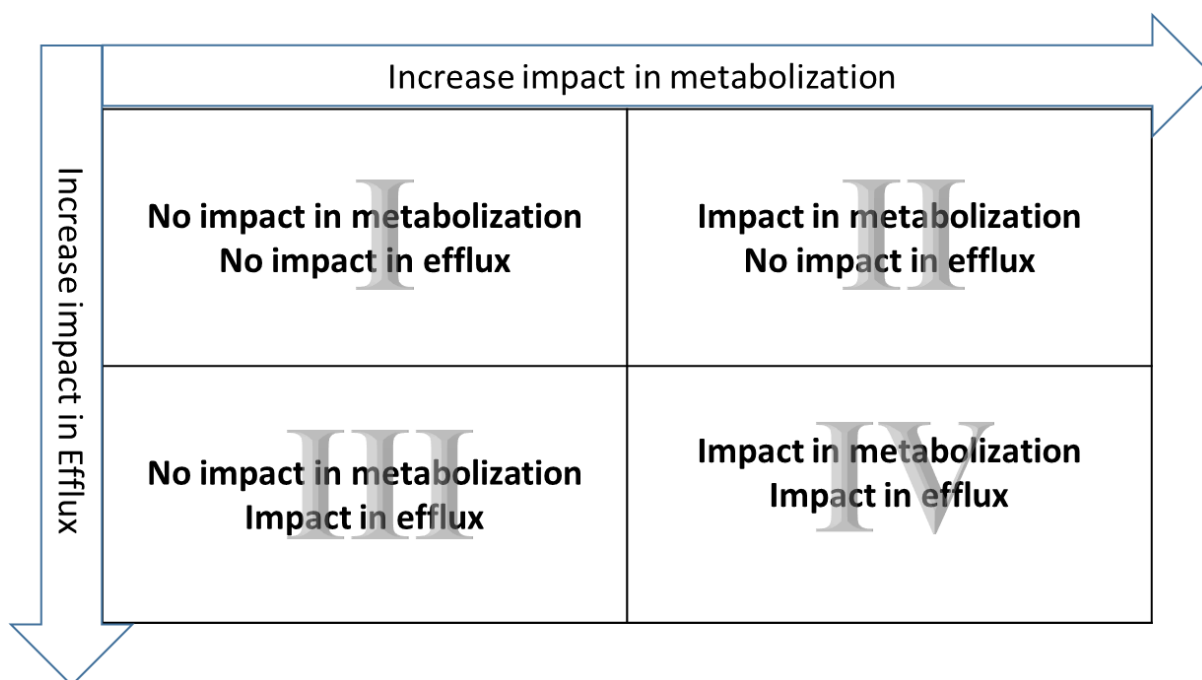 Increase impact in metabolization
Increase impact in Efflux
I
No impact in metabolization
No impact in efflux
II
Impact in metabolization
No impact in efflux
III
No impact in metabolization
Impact in efflux
IV
Impact in metabolization
Impact in efflux